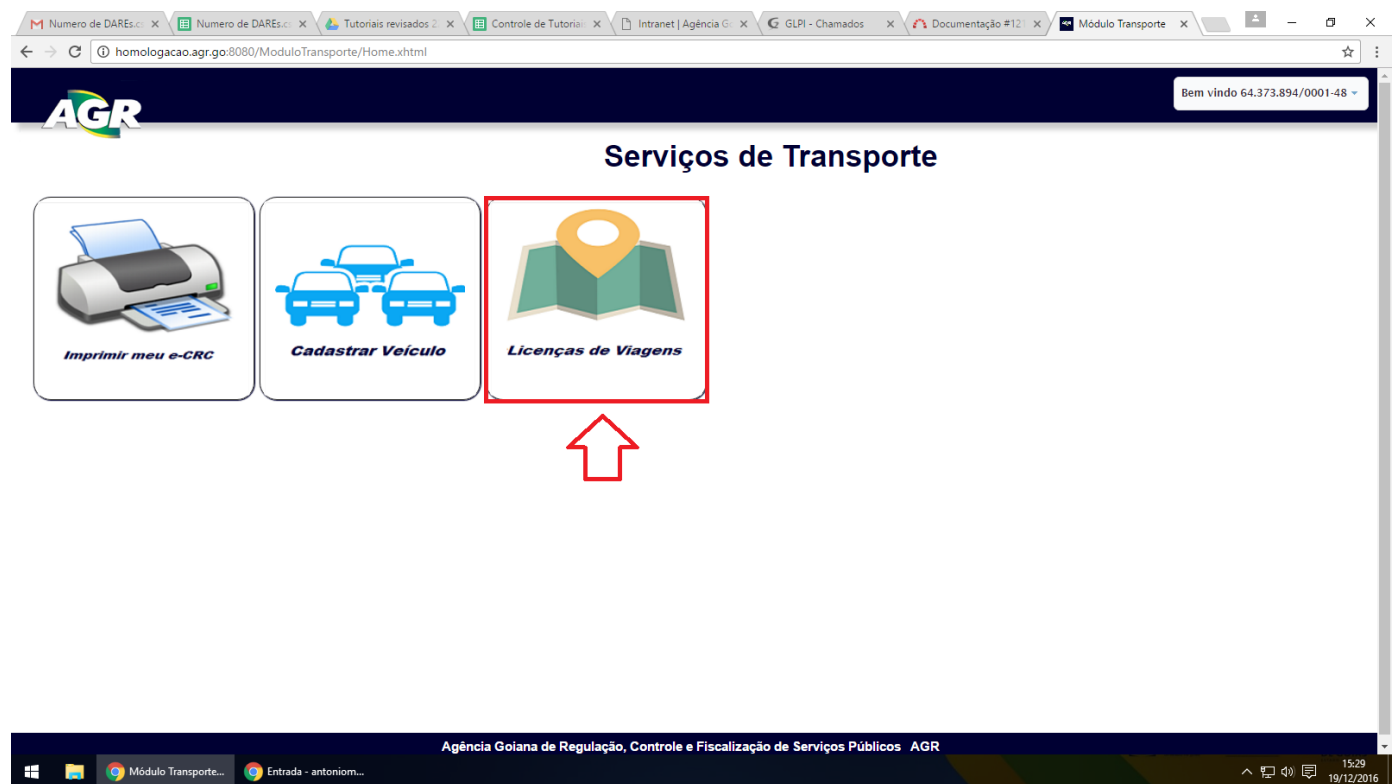 Numero de DAREs.c
Numero de DAREs.c
Tutoriais revisados 2
Controle de Tutoriai
Intranet | Agência G
GLPI - Chamados
Documentação #121
Módulo Transporte
homologacao.agr.go:8080/ModuloTransporte/Home.xhtml
AGR
Bem vindo 64.373.894/0001-48
Serviços de Transporte
Imprimir meu e-CRC
Cadastrar Veículo
Licenças de Viagens
Agência Goiana de Regulação, Controle e Fiscalização de Serviços Públicos AGR
Módulo Transporte...
Entrada - antoniom...
15:29
19/12/2016